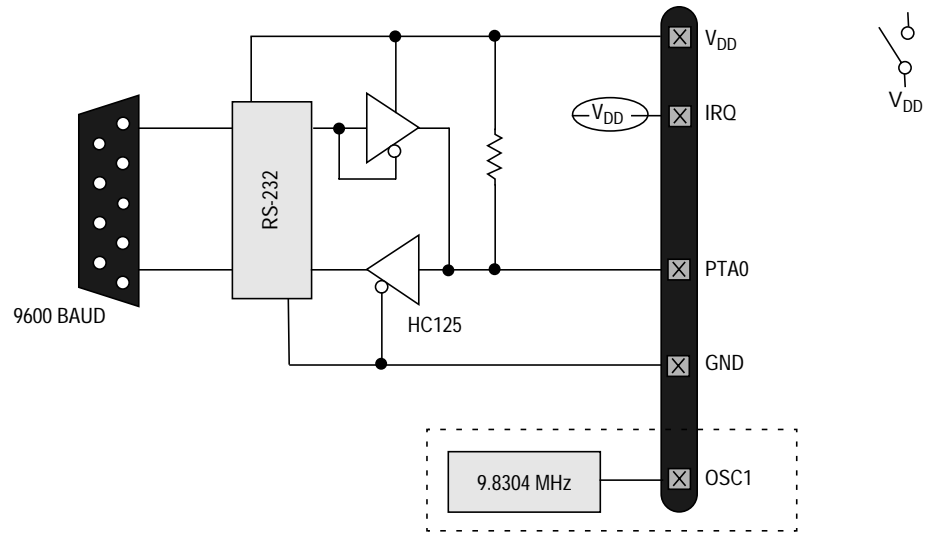 V_DD
V_DD
V_DD
IRQ
RS-232
PTA0
9600 BAUD
HC125
GND
9.8304 MHz
OSC1